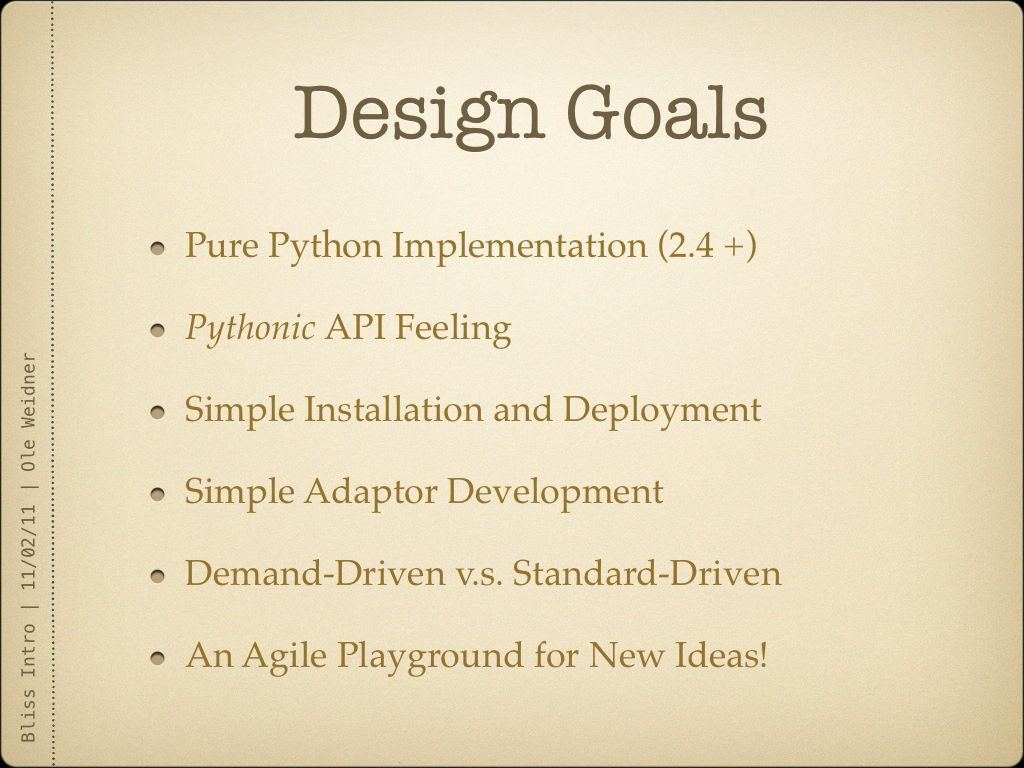 Design Goals
Pure Python Implementation (2.4 +)
Pythonic API Feeling
Simple Installation and Deployment
Simple Adaptor Development
Demand-Driven v.s. Standard-Driven
An Agile Playground for New Ideas!
Bliss Intro | 11/02/11 | Ole Weidner